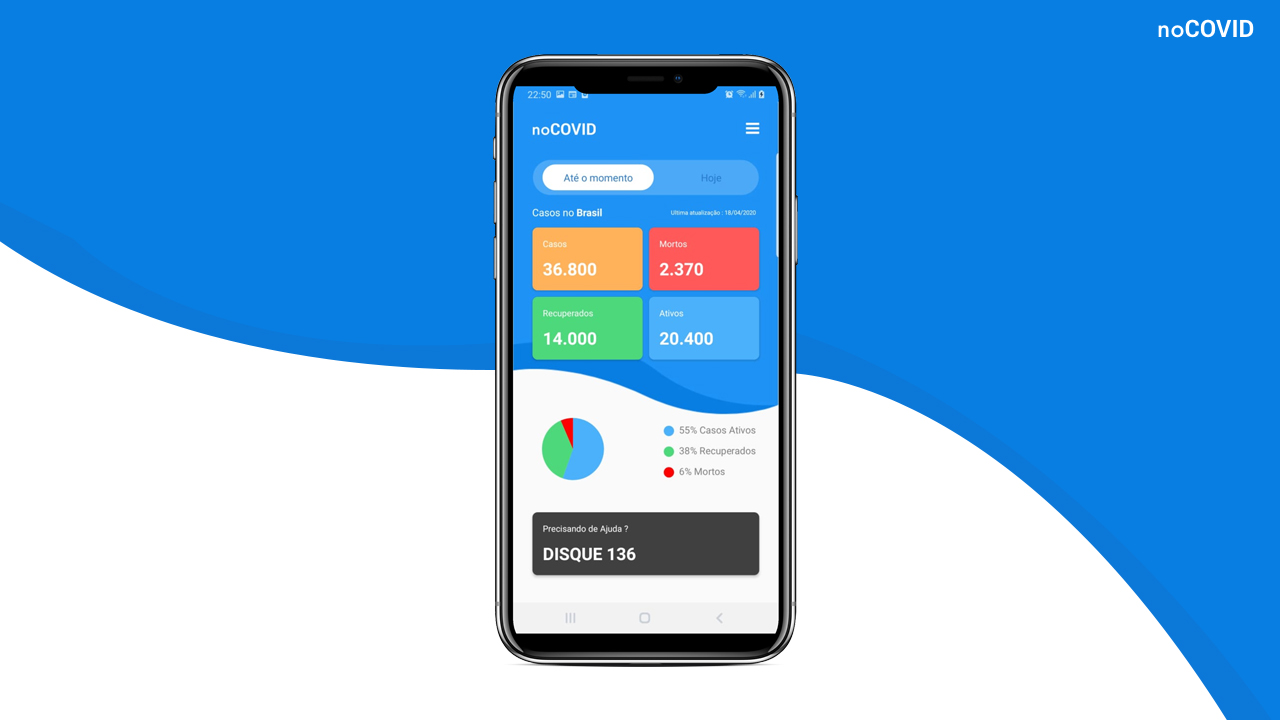 noCOVID
22:50
noCOVID
Até o momento Hoje
Casos no Brasil Ultima atualização : 18/04/2020
Casos Mortos
36.800 2.370
Recuperados Ativos
14.000 20.400
55% Casos Ativos
38% Recuperados
6% Mortos
Precisando de Ajuda ?
DISQUE 136